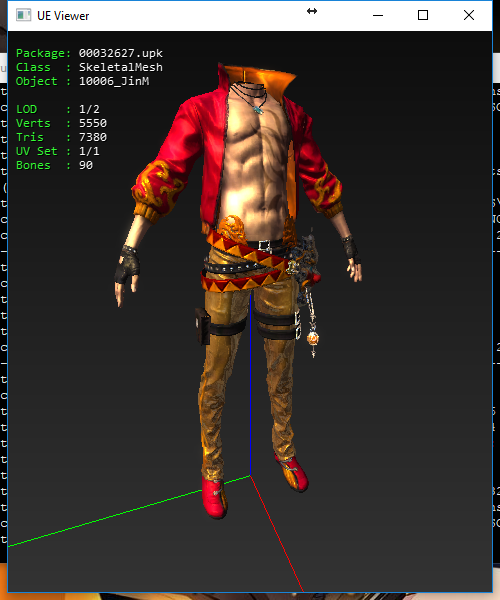 UE Viewer
Package: 00032627.upk
Class : SkeletalMesh
Object : 10006_JinM
LOD : 1/2
Verts : 5550
Tris : 7380
UV Set : 1/1
Bones : 90